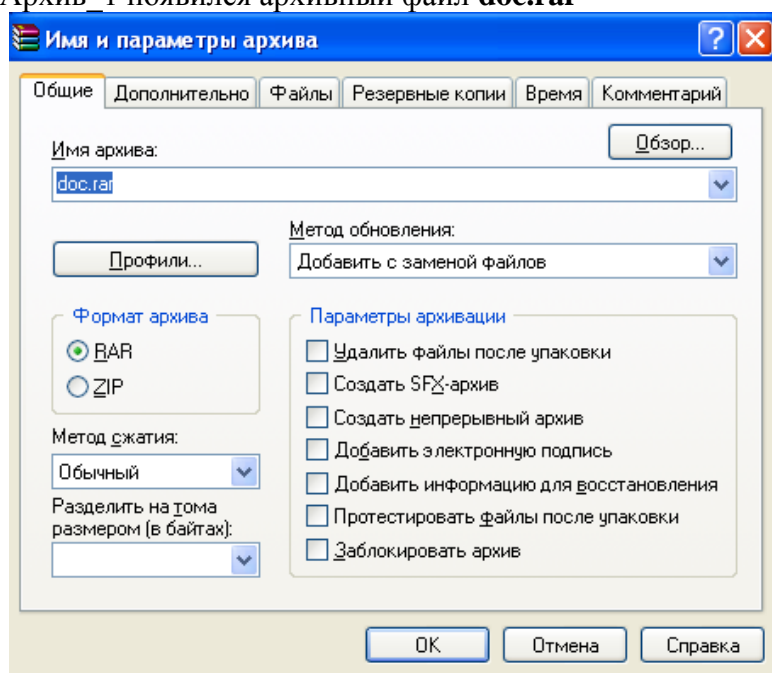 Архив_1 появился архивный файл doc.rar
Имя и параметры архива
Общие Дополнительно Файлы Резервные копии Время Комментарий
Имя архива:
Обзор...
doc.rar
Метод обновления:
Профили...
Добавить с заменой файлов
Формат архива
RAR
ZIP
Метод сжатия:
Обычный
Разделить на тома
размером (в байтах):
Параметры архивации
Удалить файлы после упаковки
Создать SFX-архив
Создать непрерывный архив
Добавить электронную подпись
Добавить информацию для восстановления
Протестировать файлы после упаковки
Заблокировать архив
OK Отмена Справка